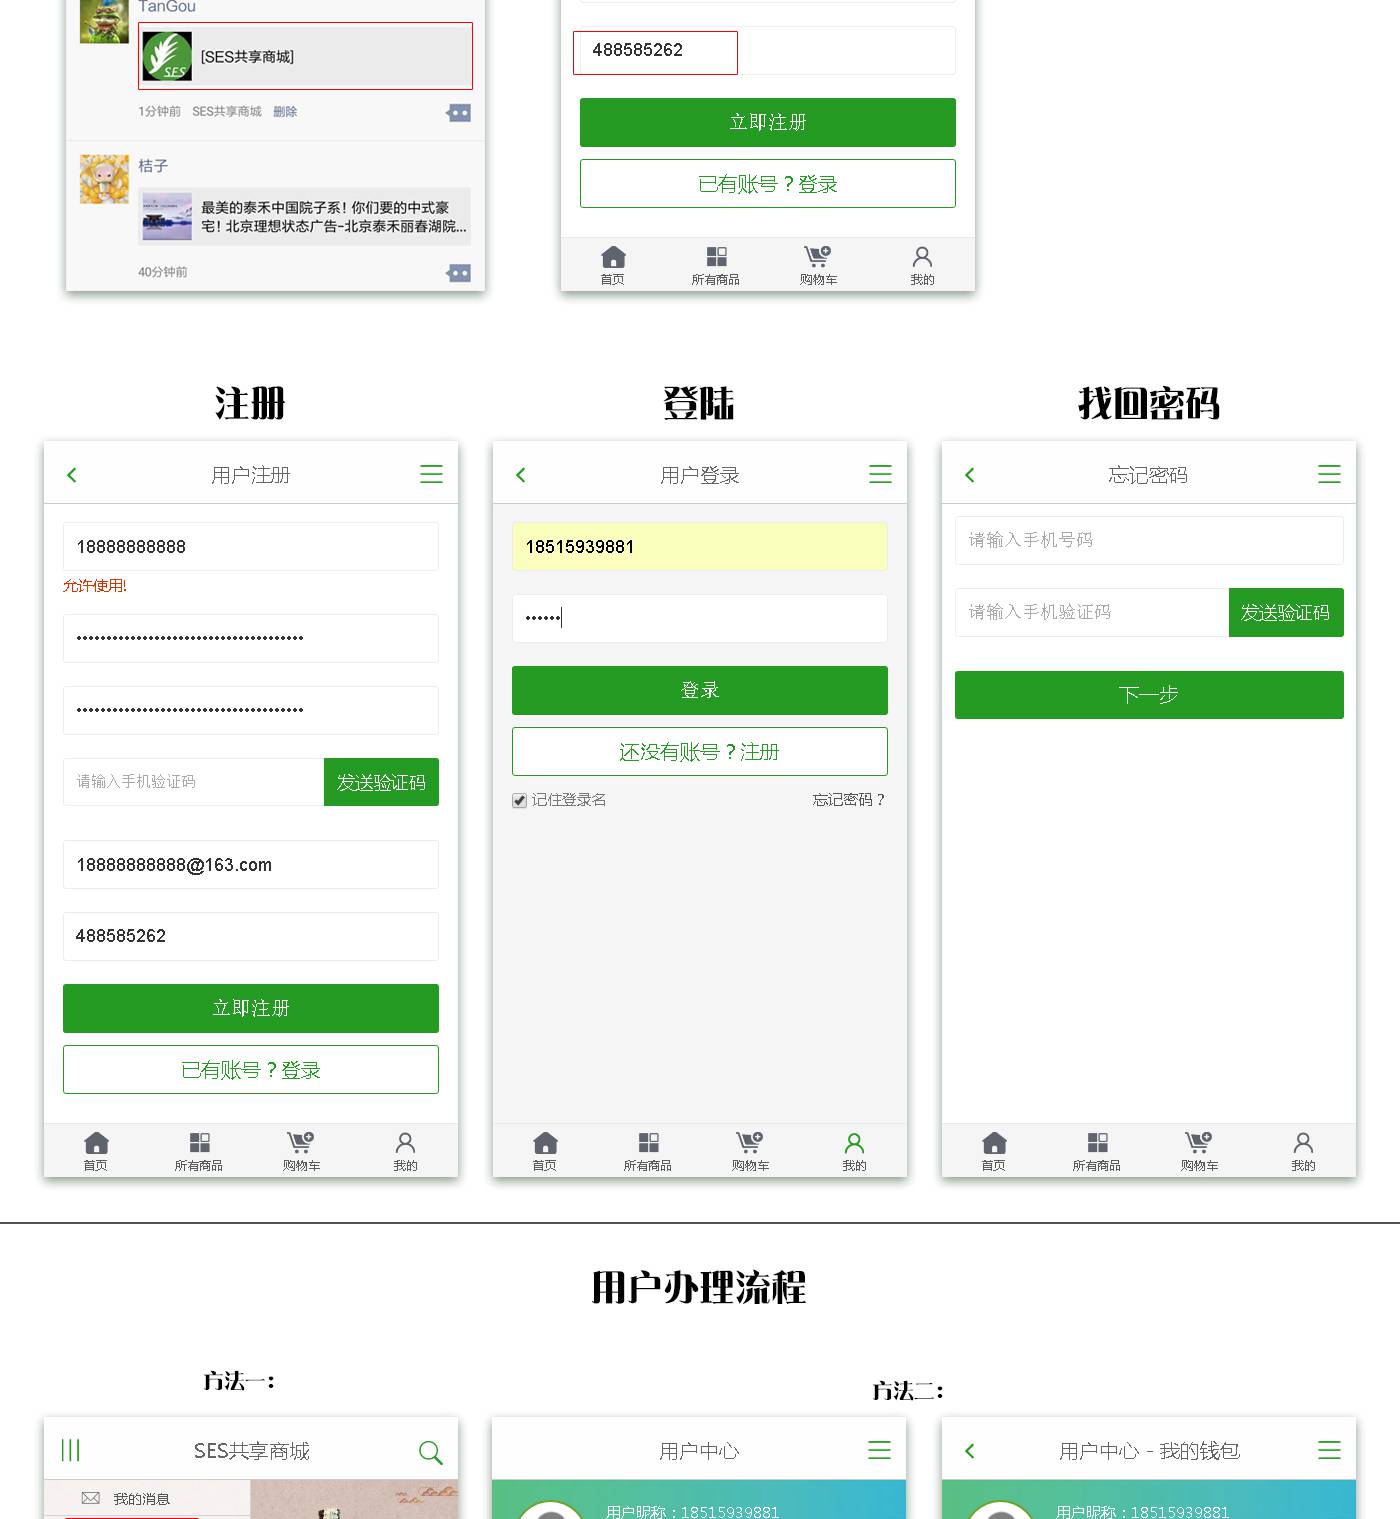 TanGou
SES
[SES共享商城]
1分钟前 SES共享商城 删除
桔子
最美的泰禾中国院子系！你们要的中式豪
宅！北京理想状态广告-北京泰禾丽春湖院...
40分钟前
488585262
立即注册
已有账号？登录
首页 所有商品 购物车 我的
注册
用户注册
18888888888
允许使用!
••••••••••••••••••••••••••••••••••••••
••••••••••••••••••••••••••••••••••••••
请输入手机验证码 发送验证码
18888888888@163.com
488585262
立即注册
已有账号？登录
首页 所有商品 购物车 我的
登陆
用户登录
18515939881
••••••
登录
还没有账号？注册
记住登录名 忘记密码？
首页 所有商品 购物车 我的
找回密码
忘记密码
请输入手机号码
请输入手机验证码 发送验证码
下一步
首页 所有商品 购物车 我的
用户办理流程
方法一：
SES共享商城
我的消息
方法二：
用户中心
用户昵称：18515939881
用户中心 - 我的钱包
用户昵称：18515939881